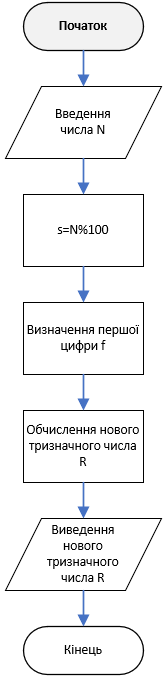 Початок
Введення
числа N
s=N%100
Визначення першої
цифри f
Обчислення нового
тризначного числа
R
Виведення
нового
тризначного
числа R
Кінець